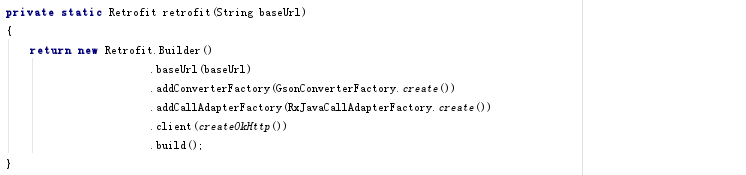 private static Retrofit retrofit(String baseUrl)
{
    return new Retrofit.Builder()
                        .baseUrl(baseUrl)
                        .addConverterFactory(GsonConverterFactory.create())
                        .addCallAdapterFactory(RxJavaCallAdapterFactory.create())
                        .client(createOkHttp())
                        .build();
}